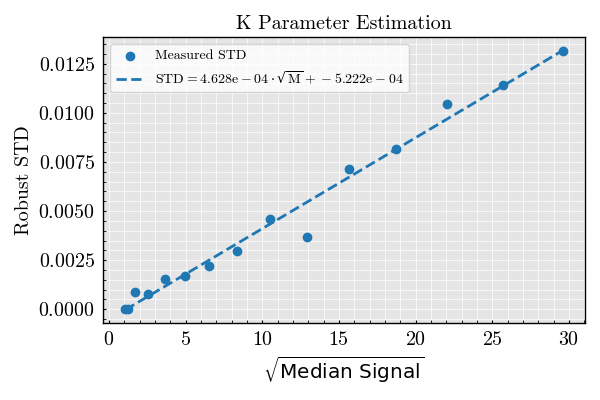 K Parameter Estimation
Measured STD
STD = 4.628e − 04 · √M + − 5.222e − 04
Robust STD
0.0125
0.0100
0.0075
0.0050
0.0025
0.0000
0 5 10 15 20 25 30
√Median Signal